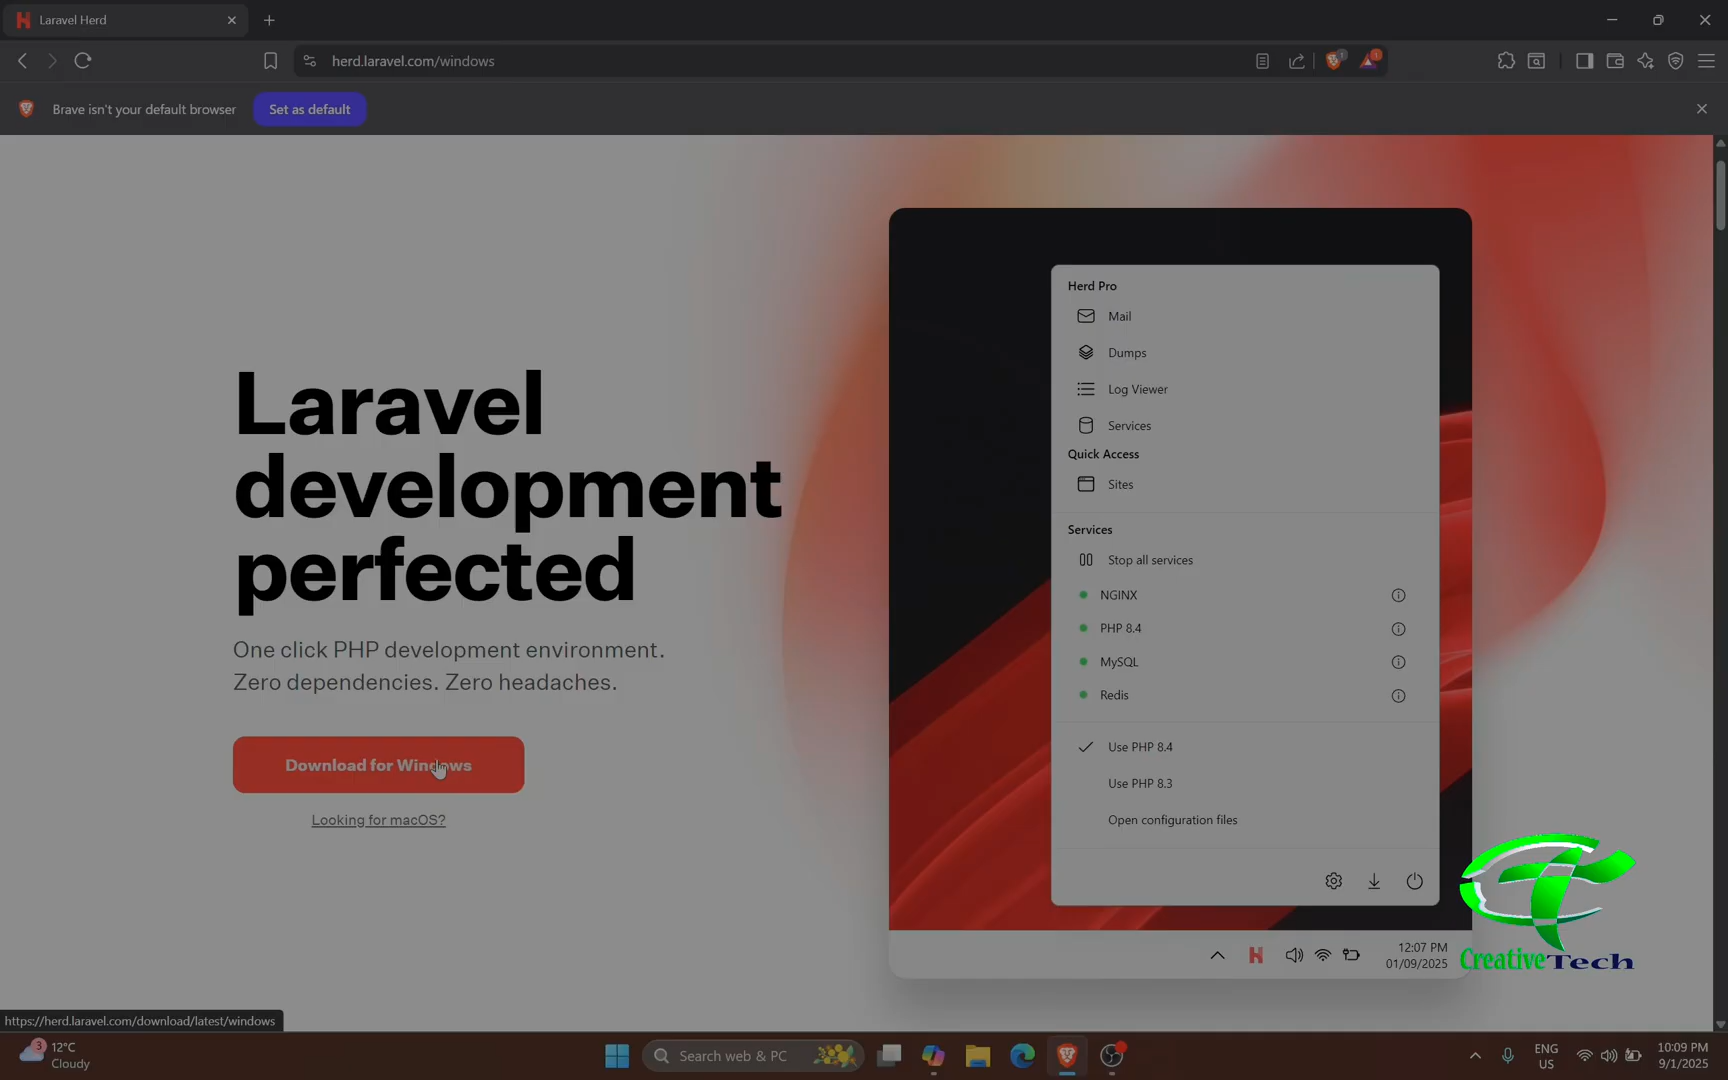 Laravel Herd
herd.laravel.com/windows
1
1
Brave isn't your default browser
Set as default
Laravel
development
perfected
One click PHP development environment.
Zero dependencies. Zero headaches.
Download for Windows
Looking for macOS?
Herd Pro
Mail
Dumps
Log Viewer
Services
Quick Access
Sites
Services
Stop all services
NGINX
PHP 8.4
MySQL
Redis
Use PHP 8.4
Use PHP 8.3
Open configuration files
12:07 PM
01/09/2025
CreativeTech
https://herd.laravel.com/download/latest/windows
3
12°C
Cloudy
Search web & PC
ENG
US
10:09 PM
9/1/2025